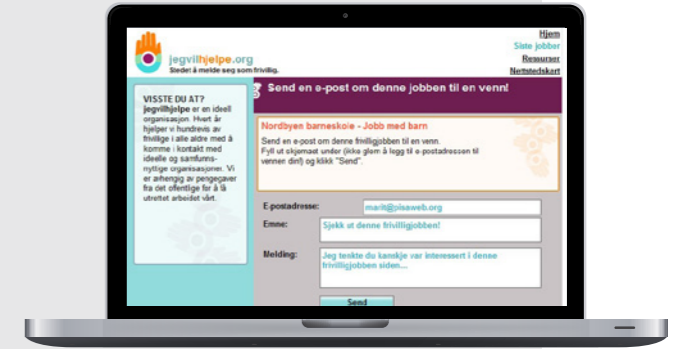 jegvilhjelpe.org
Stedet å melde seg som frivillig.
Hjem
Siste jobber
Ressurser
Nettstedskart
VISSTE DU AT?
jegvilhjelpe er en ideell
organisasjon. Hvert år
hjelper vi hundrevis av
frivillige i alle aldre med å
komme i kontakt med
ideelle og samfunns-
nyttige organisasjoner. Vi
er avhengig av pengegaver
fra det offentlige for å få
utrettet arbeidet vårt.
Send en e-post om denne jobben til en venn!
Nordbyen barneskole - Jobb med barn
Send en e-post om denne frivilligjobben til en venn.
Fyll ut skjemaet under (ikke glem å legg til e-postadressen til
vennen din!) og klikk "Send".
E-postadresse:
marit@pisaweb.org
Emne:
Sjekk ut denne frivilligjobben!
Melding:
Jeg tenkte du kanskje var interessert i denne
frivilligjobben siden...
Send